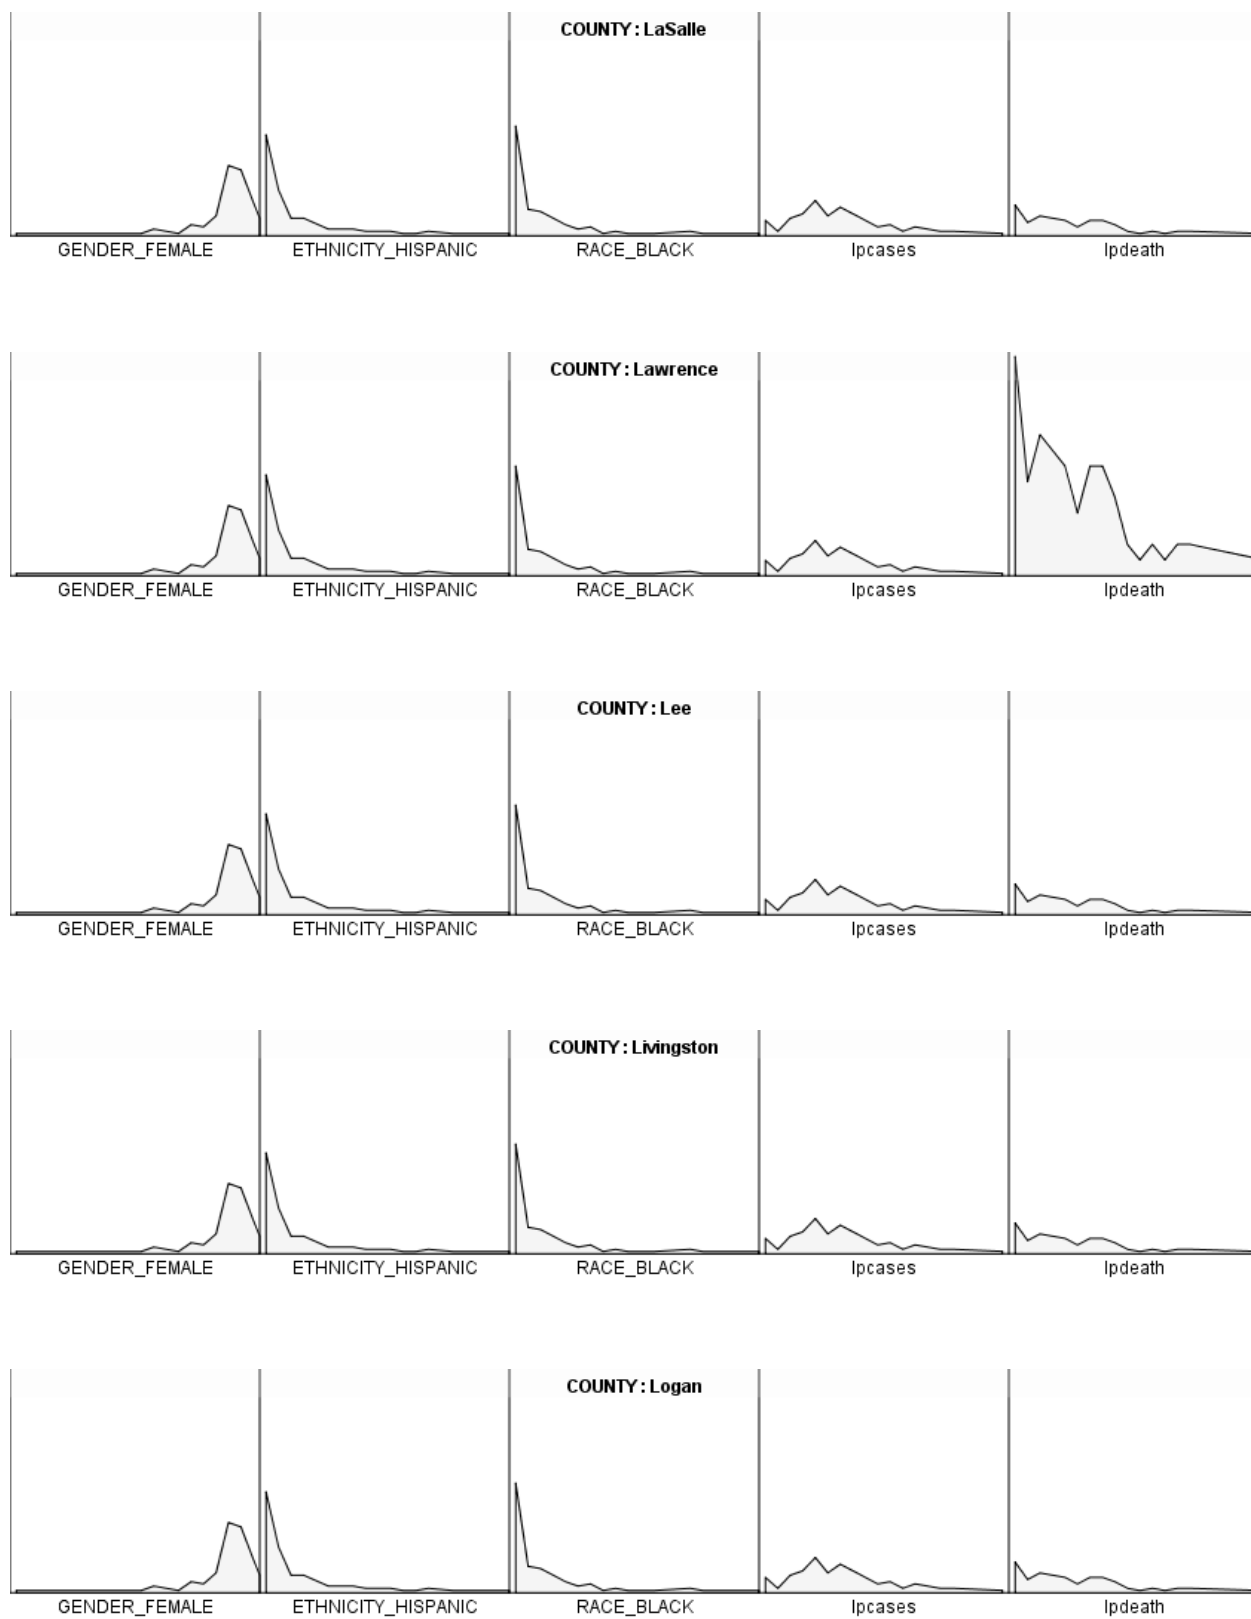 COUNTY : LaSalle
GENDER_FEMALE ETHNICITY_HISPANIC RACE_BLACK lpcases lpdeath
COUNTY : Lawrence
GENDER_FEMALE ETHNICITY_HISPANIC RACE_BLACK lpcases lpdeath
COUNTY : Lee
GENDER_FEMALE ETHNICITY_HISPANIC RACE_BLACK lpcases lpdeath
COUNTY : Livingston
GENDER_FEMALE ETHNICITY_HISPANIC RACE_BLACK lpcases lpdeath
COUNTY : Logan
GENDER_FEMALE ETHNICITY_HISPANIC RACE_BLACK lpcases lpdeath